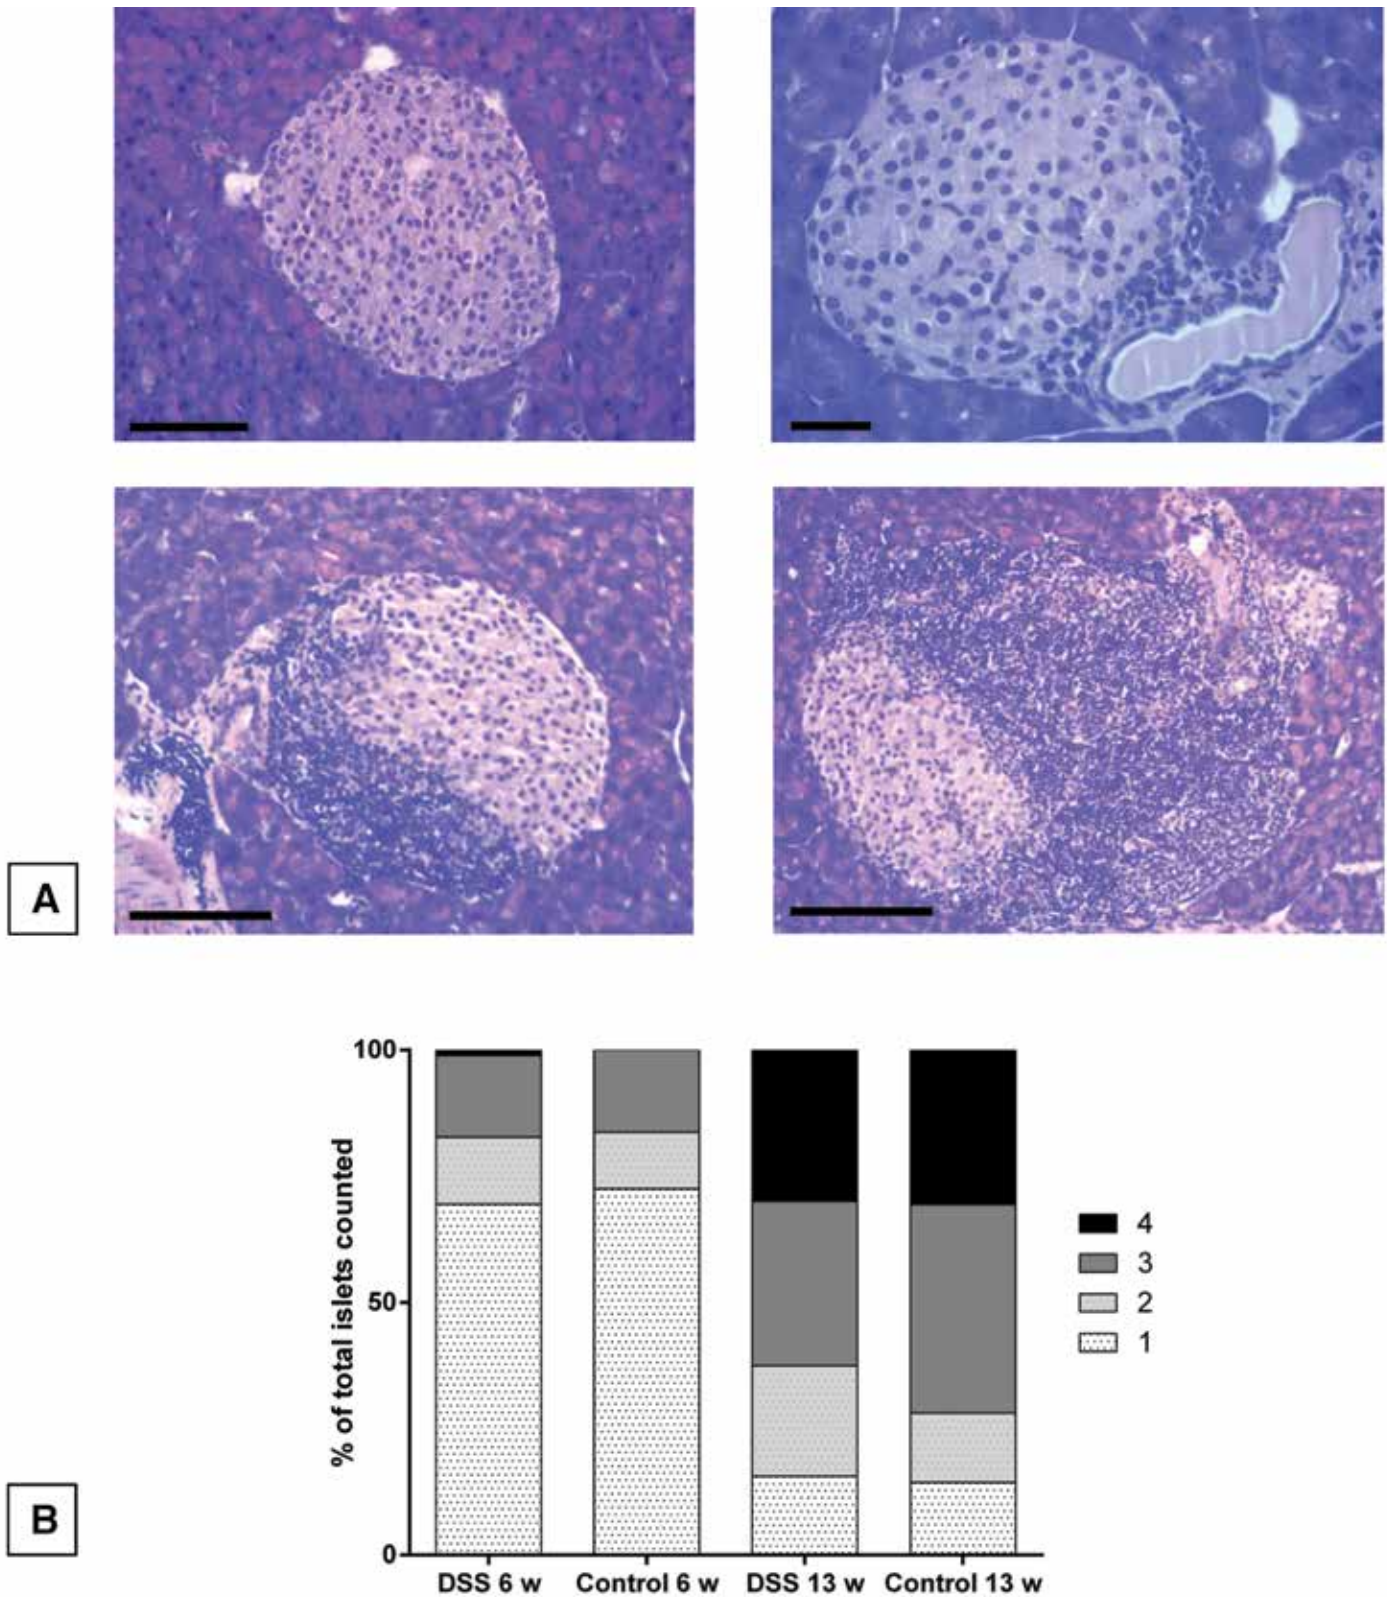 A
100
50
0
% of total islets counted
4
3
2
1
DSS 6 w
Control 6 w
DSS 13 w
Control 13 w
B